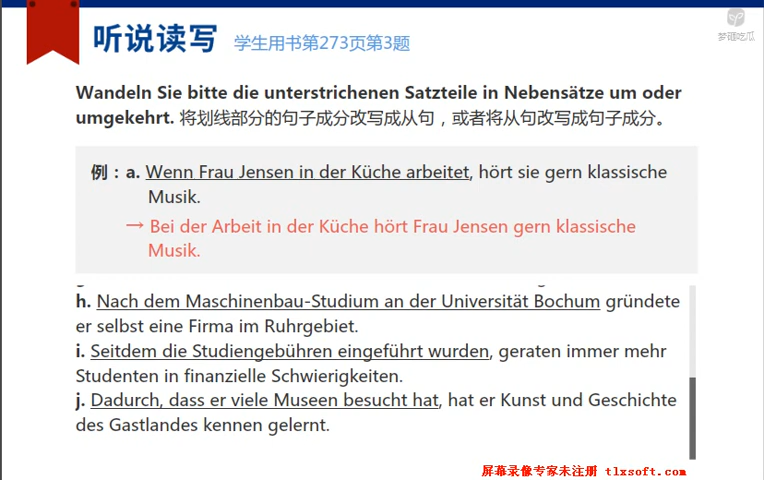 听说读写 学生用书第273页第3题
梦砸吃瓜
Wandeln Sie bitte die unterstrichenen Satzteile in Nebensätze um oder
umgekehrt. 将划线部分的句子成分改写成从句，或者将从句改写成句子成分。
例：a. Wenn Frau Jensen in der Küche arbeitet, hört sie gern klassische
Musik.
→ Bei der Arbeit in der Küche hört Frau Jensen gern klassische
Musik.
h. Nach dem Maschinenbau-Studium an der Universität Bochum gründete
er selbst eine Firma im Ruhrgebiet.
i. Seitdem die Studiengebühren eingeführt wurden, geraten immer mehr
Studenten in finanzielle Schwierigkeiten.
j. Dadurch, dass er viele Museen besucht hat, hat er Kunst und Geschichte
des Gastlandes kennen gelernt.
屏幕录像专家未注册 tlxsoft.com